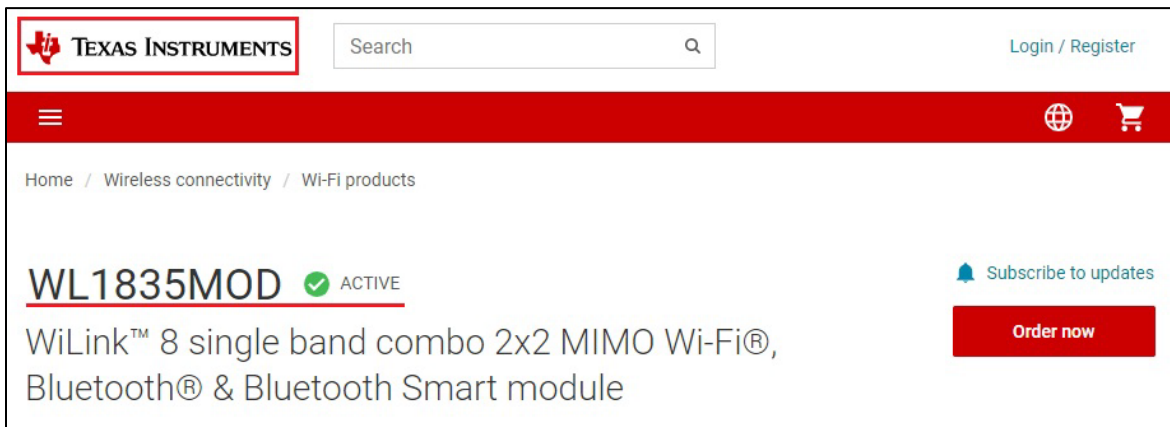 TEXAS INSTRUMENTS
Search
Login / Register
Home / Wireless connectivity / Wi-Fi products
WL1835MOD ACTIVE
Subscribe to updates
WiLink™ 8 single band combo 2x2 MIMO Wi-Fi®,
Bluetooth® & Bluetooth Smart module
Order now